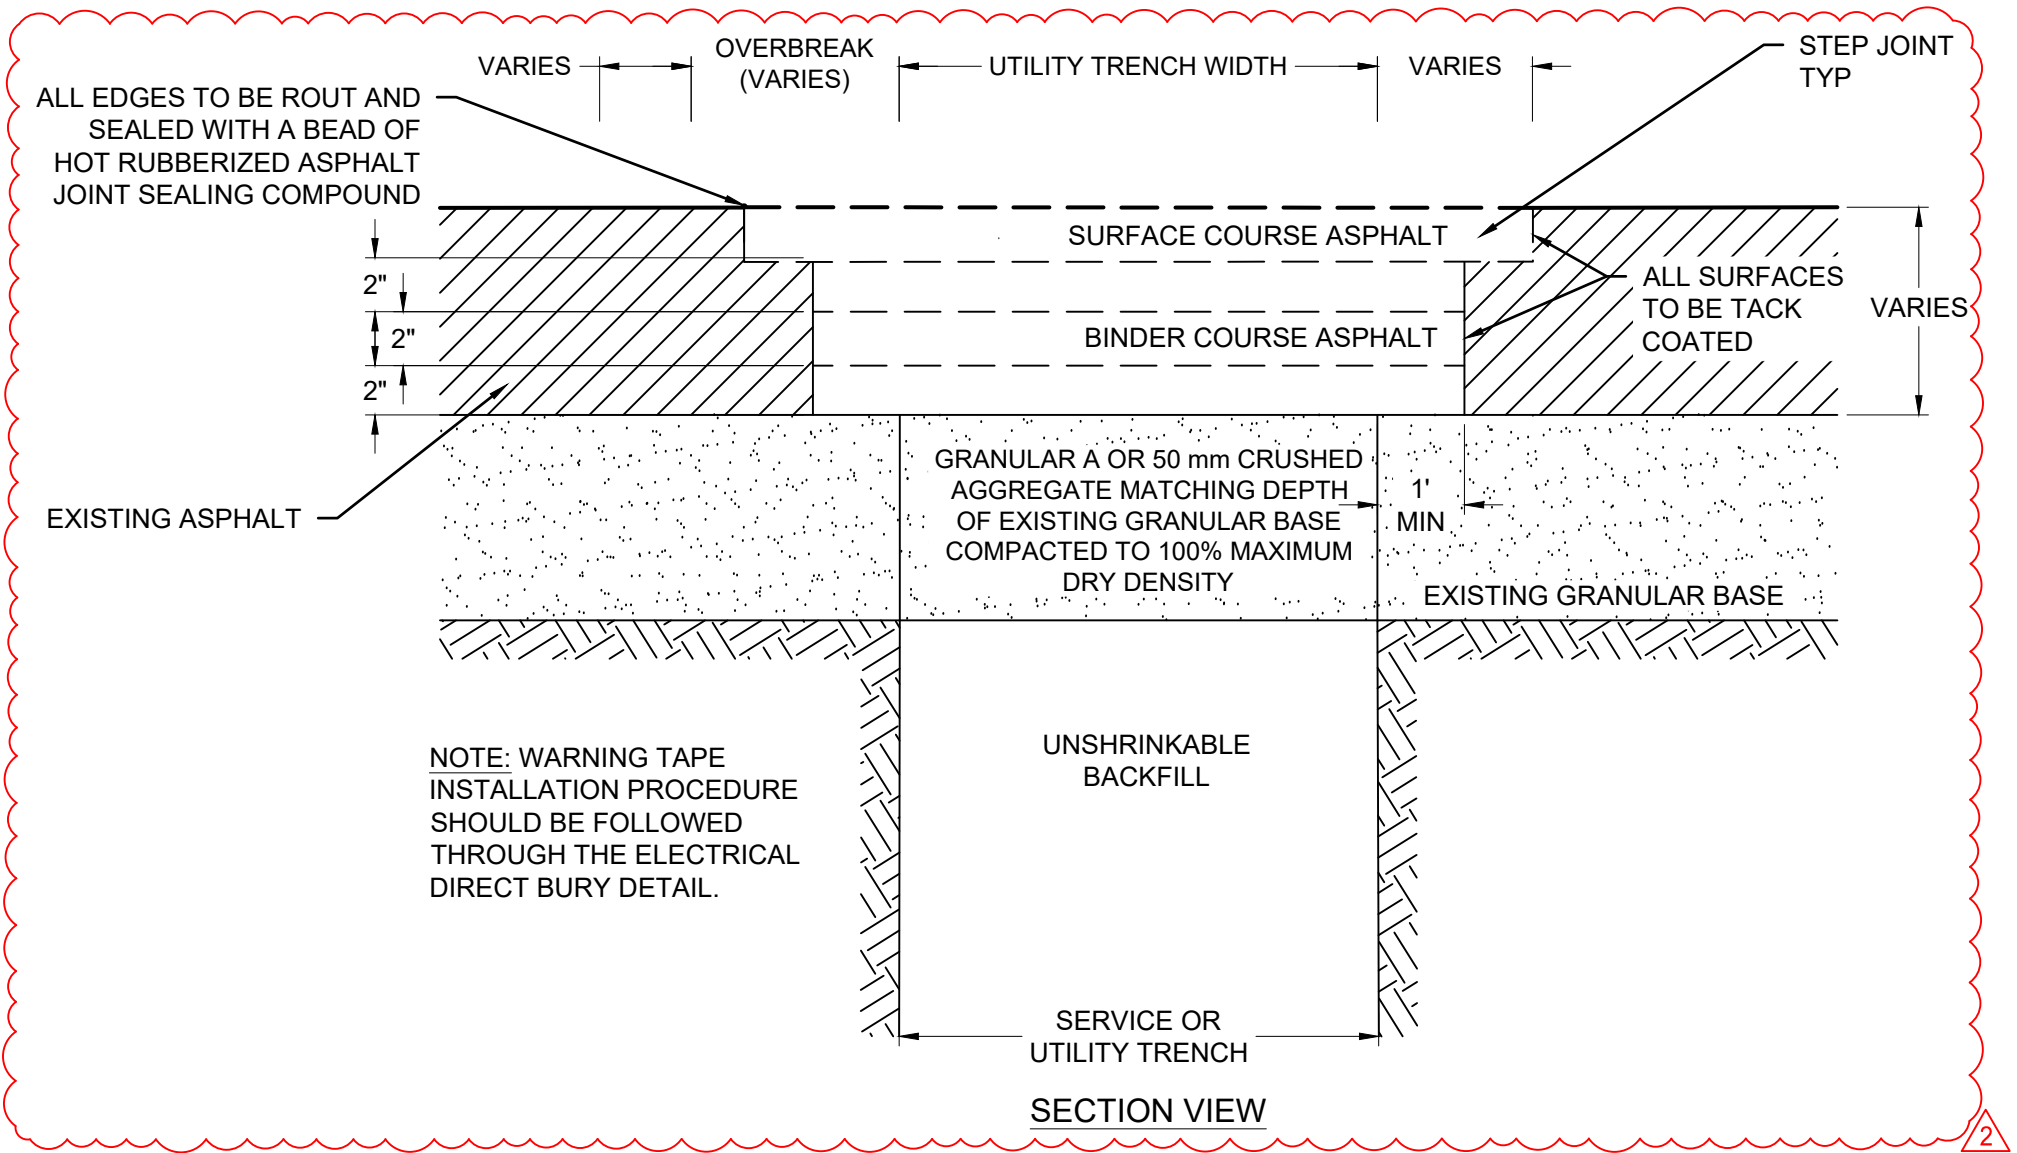 VARIES
OVERBREAK
(VARIES)
UTILITY TRENCH WIDTH
VARIES
STEP JOINT
TYP
ALL EDGES TO BE ROUT AND
SEALED WITH A BEAD OF
HOT RUBBERIZED ASPHALT
JOINT SEALING COMPOUND
SURFACE COURSE ASPHALT
2"
2"
2"
BINDER COURSE ASPHALT
ALL SURFACES
TO BE TACK
COATED
VARIES
EXISTING ASPHALT
GRANULAR A OR 50 mm CRUSHED
AGGREGATE MATCHING DEPTH
OF EXISTING GRANULAR BASE
COMPACTED TO 100% MAXIMUM
DRY DENSITY
1'
MIN
EXISTING GRANULAR BASE
NOTE: WARNING TAPE
INSTALLATION PROCEDURE
SHOULD BE FOLLOWED
THROUGH THE ELECTRICAL
DIRECT BURY DETAIL.
UNSHRINKABLE
BACKFILL
SERVICE OR
UTILITY TRENCH
SECTION VIEW
2